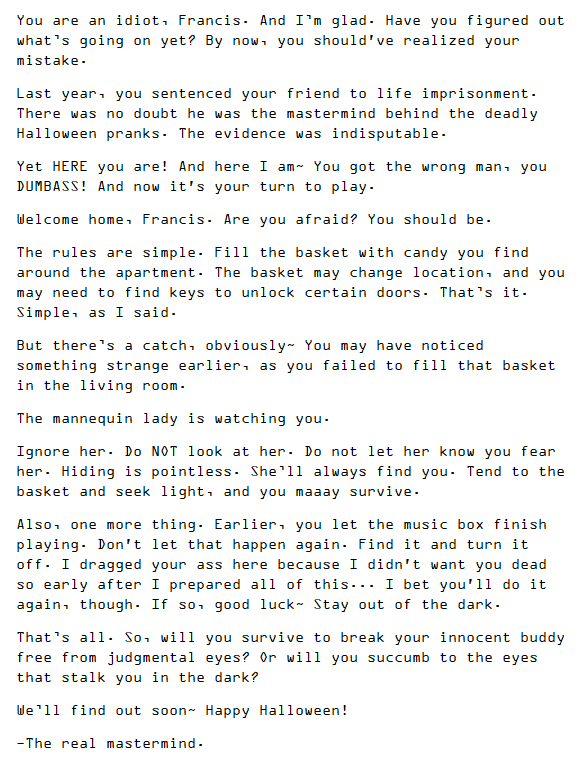 You are an idiot, Francis. And I'm glad. Have you figured out
what's going on yet? By now, you should've realized your
mistake.
Last year, you sentenced your friend to life imprisonment.
There was no doubt he was the mastermind behind the deadly
Halloween pranks. The evidence was indisputable.
Yet HERE you are! And here I am~ You got the wrong man, you
DUMBASS! And now it's your turn to play.
Welcome home, Francis. Are you afraid? You should be.
The rules are simple. Fill the basket with candy you find
around the apartment. The basket may change location, and you
may need to find keys to unlock certain doors. That's it.
Simple, as I said.
But there's a catch, obviously~ You may have noticed
something strange earlier, as you failed to fill that basket
in the living room.
The mannequin lady is watching you.
Ignore her. Do NOT look at her. Do not let her know you fear
her. Hiding is pointless. She'll always find you. Tend to the
basket and seek light, and you maaay survive.
Also, one more thing. Earlier, you let the music box finish
playing. Don't let that happen again. Find it and turn it
off. I dragged your ass here because I didn't want you dead
so early after I prepared all of this... I bet you'll do it
again, though. If so, good luck~ Stay out of the dark.
That's all. So, will you survive to break your innocent buddy
free from judgmental eyes? Or will you succumb to the eyes
that stalk you in the dark?
We'll find out soon~ Happy Halloween!
-The real mastermind.